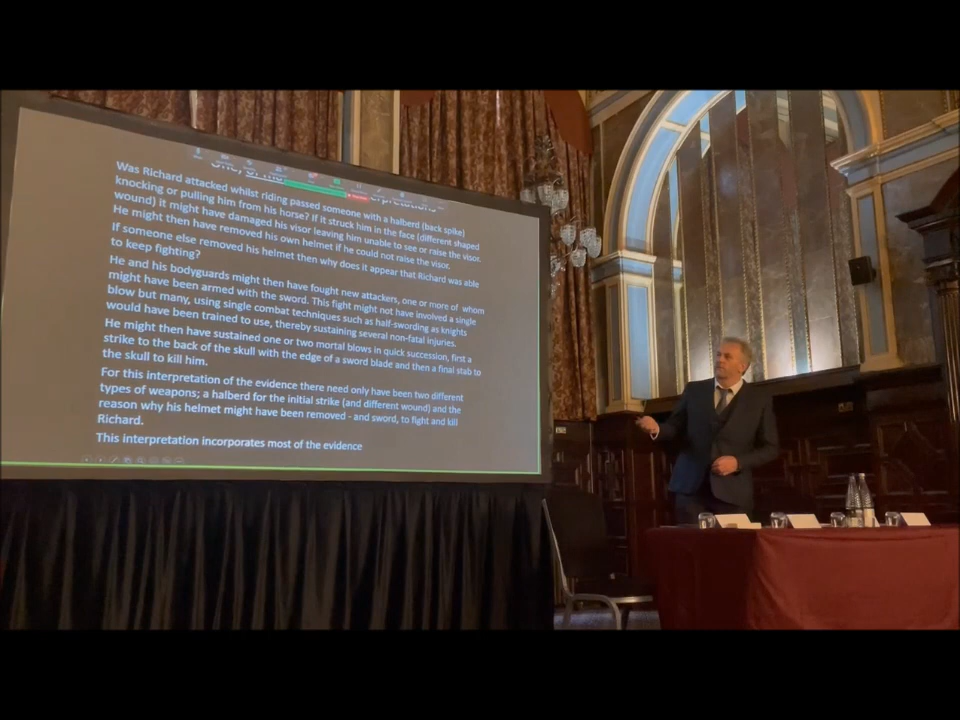 Was Richard attacked whilst riding passed someone with a halberd (back spike)
knocking or pulling him from his horse? If it struck him in the face (different shaped
wound) it might have damaged his visor leaving him unable to see or raise the visor.
He might then have removed his own helmet if he could not raise the visor.
If someone else removed his helmet then why does it appear that Richard was able
to keep fighting?
He and his bodyguards might then have fought new attackers, one or more of whom
might have been armed with the sword. This fight might not have involved a single
blow but many, using single combat techniques such as half-swording as knights
would have been trained to use, thereby sustaining several non-fatal injuries.
He might then have sustained one or two mortal blows in quick succession, first a
strike to the back of the skull with the edge of a sword blade and then a final stab to
the skull to kill him.
For this interpretation of the evidence there need only have been two different
types of weapons; a halberd for the initial strike (and different wound) and the
reason why his helmet might have been removed - and sword, to fight and kill
Richard.
This interpretation incorporates most of the evidence